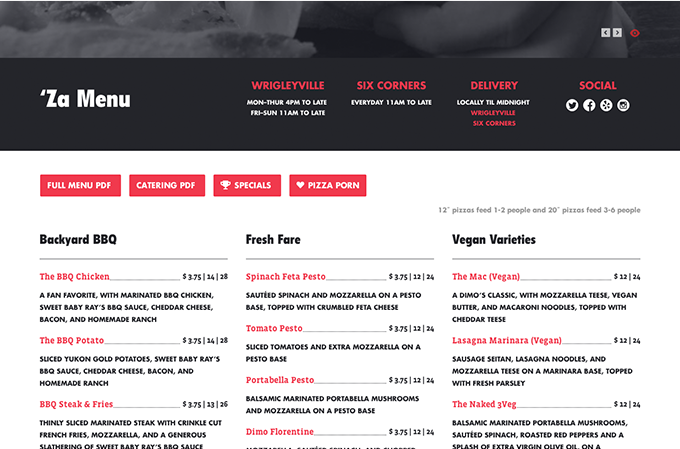 ‘Za Menu
WRIGLEYVILLE
MON–THUR 4PM TO LATE
FRI–SUN 11AM TO LATE
SIX CORNERS
EVERYDAY 11AM TO LATE
DELIVERY
LOCALLY TIL MIDNIGHT
WRIGLEYVILLE
SIX CORNERS
SOCIAL
FULL MENU PDF
CATERING PDF
SPECIALS
PIZZA PORN
12" pizzas feed 1-2 people and 20" pizzas feed 3-6 people
Backyard BBQ
The BBQ Chicken $ 3.75 | 14 | 28
A FAN FAVORITE, WITH MARINATED BBQ CHICKEN,
SWEET BABY RAY'S BBQ SAUCE, CHEDDAR CHEESE,
BACON, AND HOMEMADE RANCH
The BBQ Potato $ 3.75 | 14 | 28
SLICED YUKON GOLD POTATOES, SWEET BABY RAY'S
BBQ SAUCE, CHEDDAR CHEESE, BACON, AND
HOMEMADE RANCH
BBQ Steak & Fries $ 3.75 | 13 | 26
THINLY SLICED MARINATED STEAK WITH CRINKLE CUT
FRENCH FRIES, MOZZARELLA, AND A GENEROUS
SLATHERING OF SWEET BABY RAY'S BBQ SAUCE
Fresh Fare
Spinach Feta Pesto $ 3.75 | 12 | 24
SAUTÉED SPINACH AND MOZZARELLA ON A PESTO
BASE, TOPPED WITH CRUMBLED FETA CHEESE
Tomato Pesto $ 3.75 | 12 | 24
SLICED TOMATOES AND EXTRA MOZZARELLA ON A
PESTO BASE
Portabella Pesto $ 3.75 | 12 | 24
BALSAMIC MARINATED PORTABELLA MUSHROOMS
AND MOZZARELLA ON A PESTO BASE
Dimo Florentine $ 3.75 | 12 | 24
MOZZARELLA, SAUTÉED SPINACH, AND CHOPPED
Vegan Varieties
The Mac (Vegan) $ 12 | 24
A DIMO'S CLASSIC, WITH MOZZARELLA TEESE, VEGAN
BUTTER, AND MACARONI NOODLES, TOPPED WITH
CHEDDAR TEESE
Lasagna Marinara (Vegan) $ 12 | 24
SAUSAGE SEITAN, LASAGNA NOODLES, AND
MOZZARELLA TEESE ON A MARINARA BASE, TOPPED
WITH FRESH PARSLEY
The Naked 3Veg $ 12 | 24
BALSAMIC MARINATED PORTABELLA MUSHROOMS,
SAUTÉED SPINACH, ROASTED RED PEPPERS AND A
SPLASH OF EXTRA VIRGIN OLIVE OIL, ON A